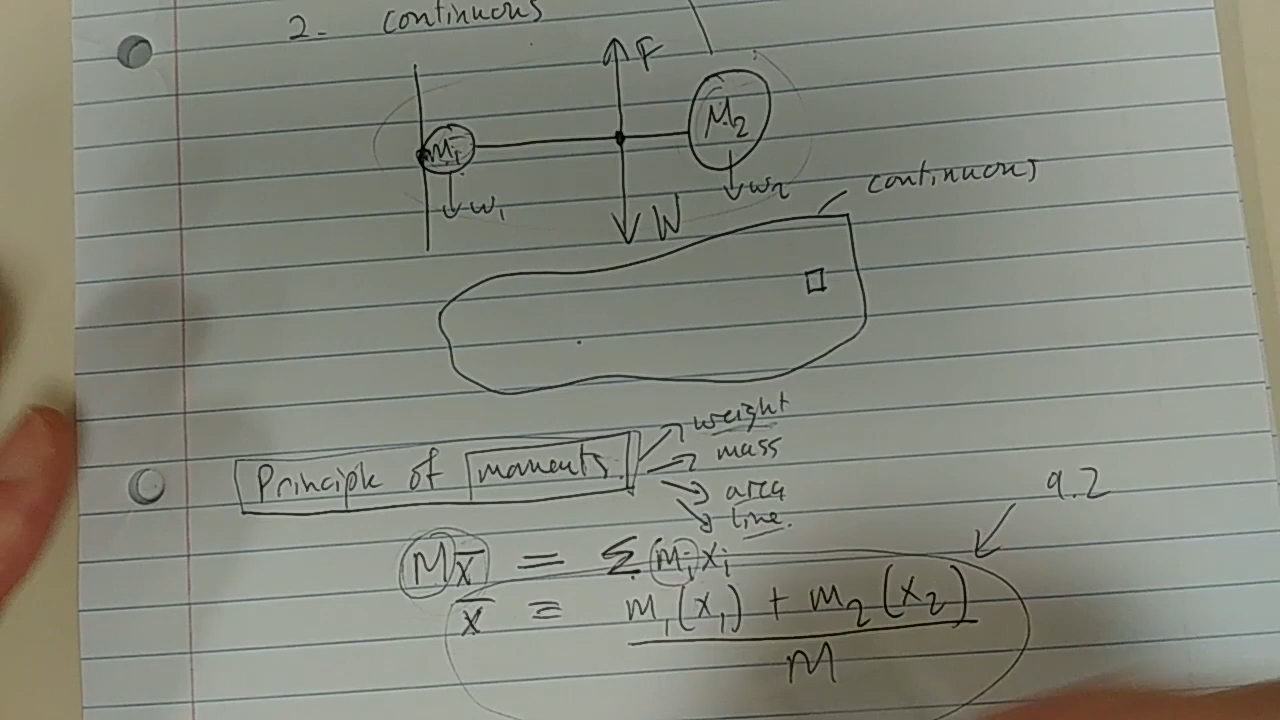 2- continuous
F
M₁ M₂
w₁ W w₂
continuous
weight
Principle of moments. mass
area
line.
9.2
M x̄ = Σ mᵢxᵢ
x̄ = m₁(x₁) + m₂(x₂)
M